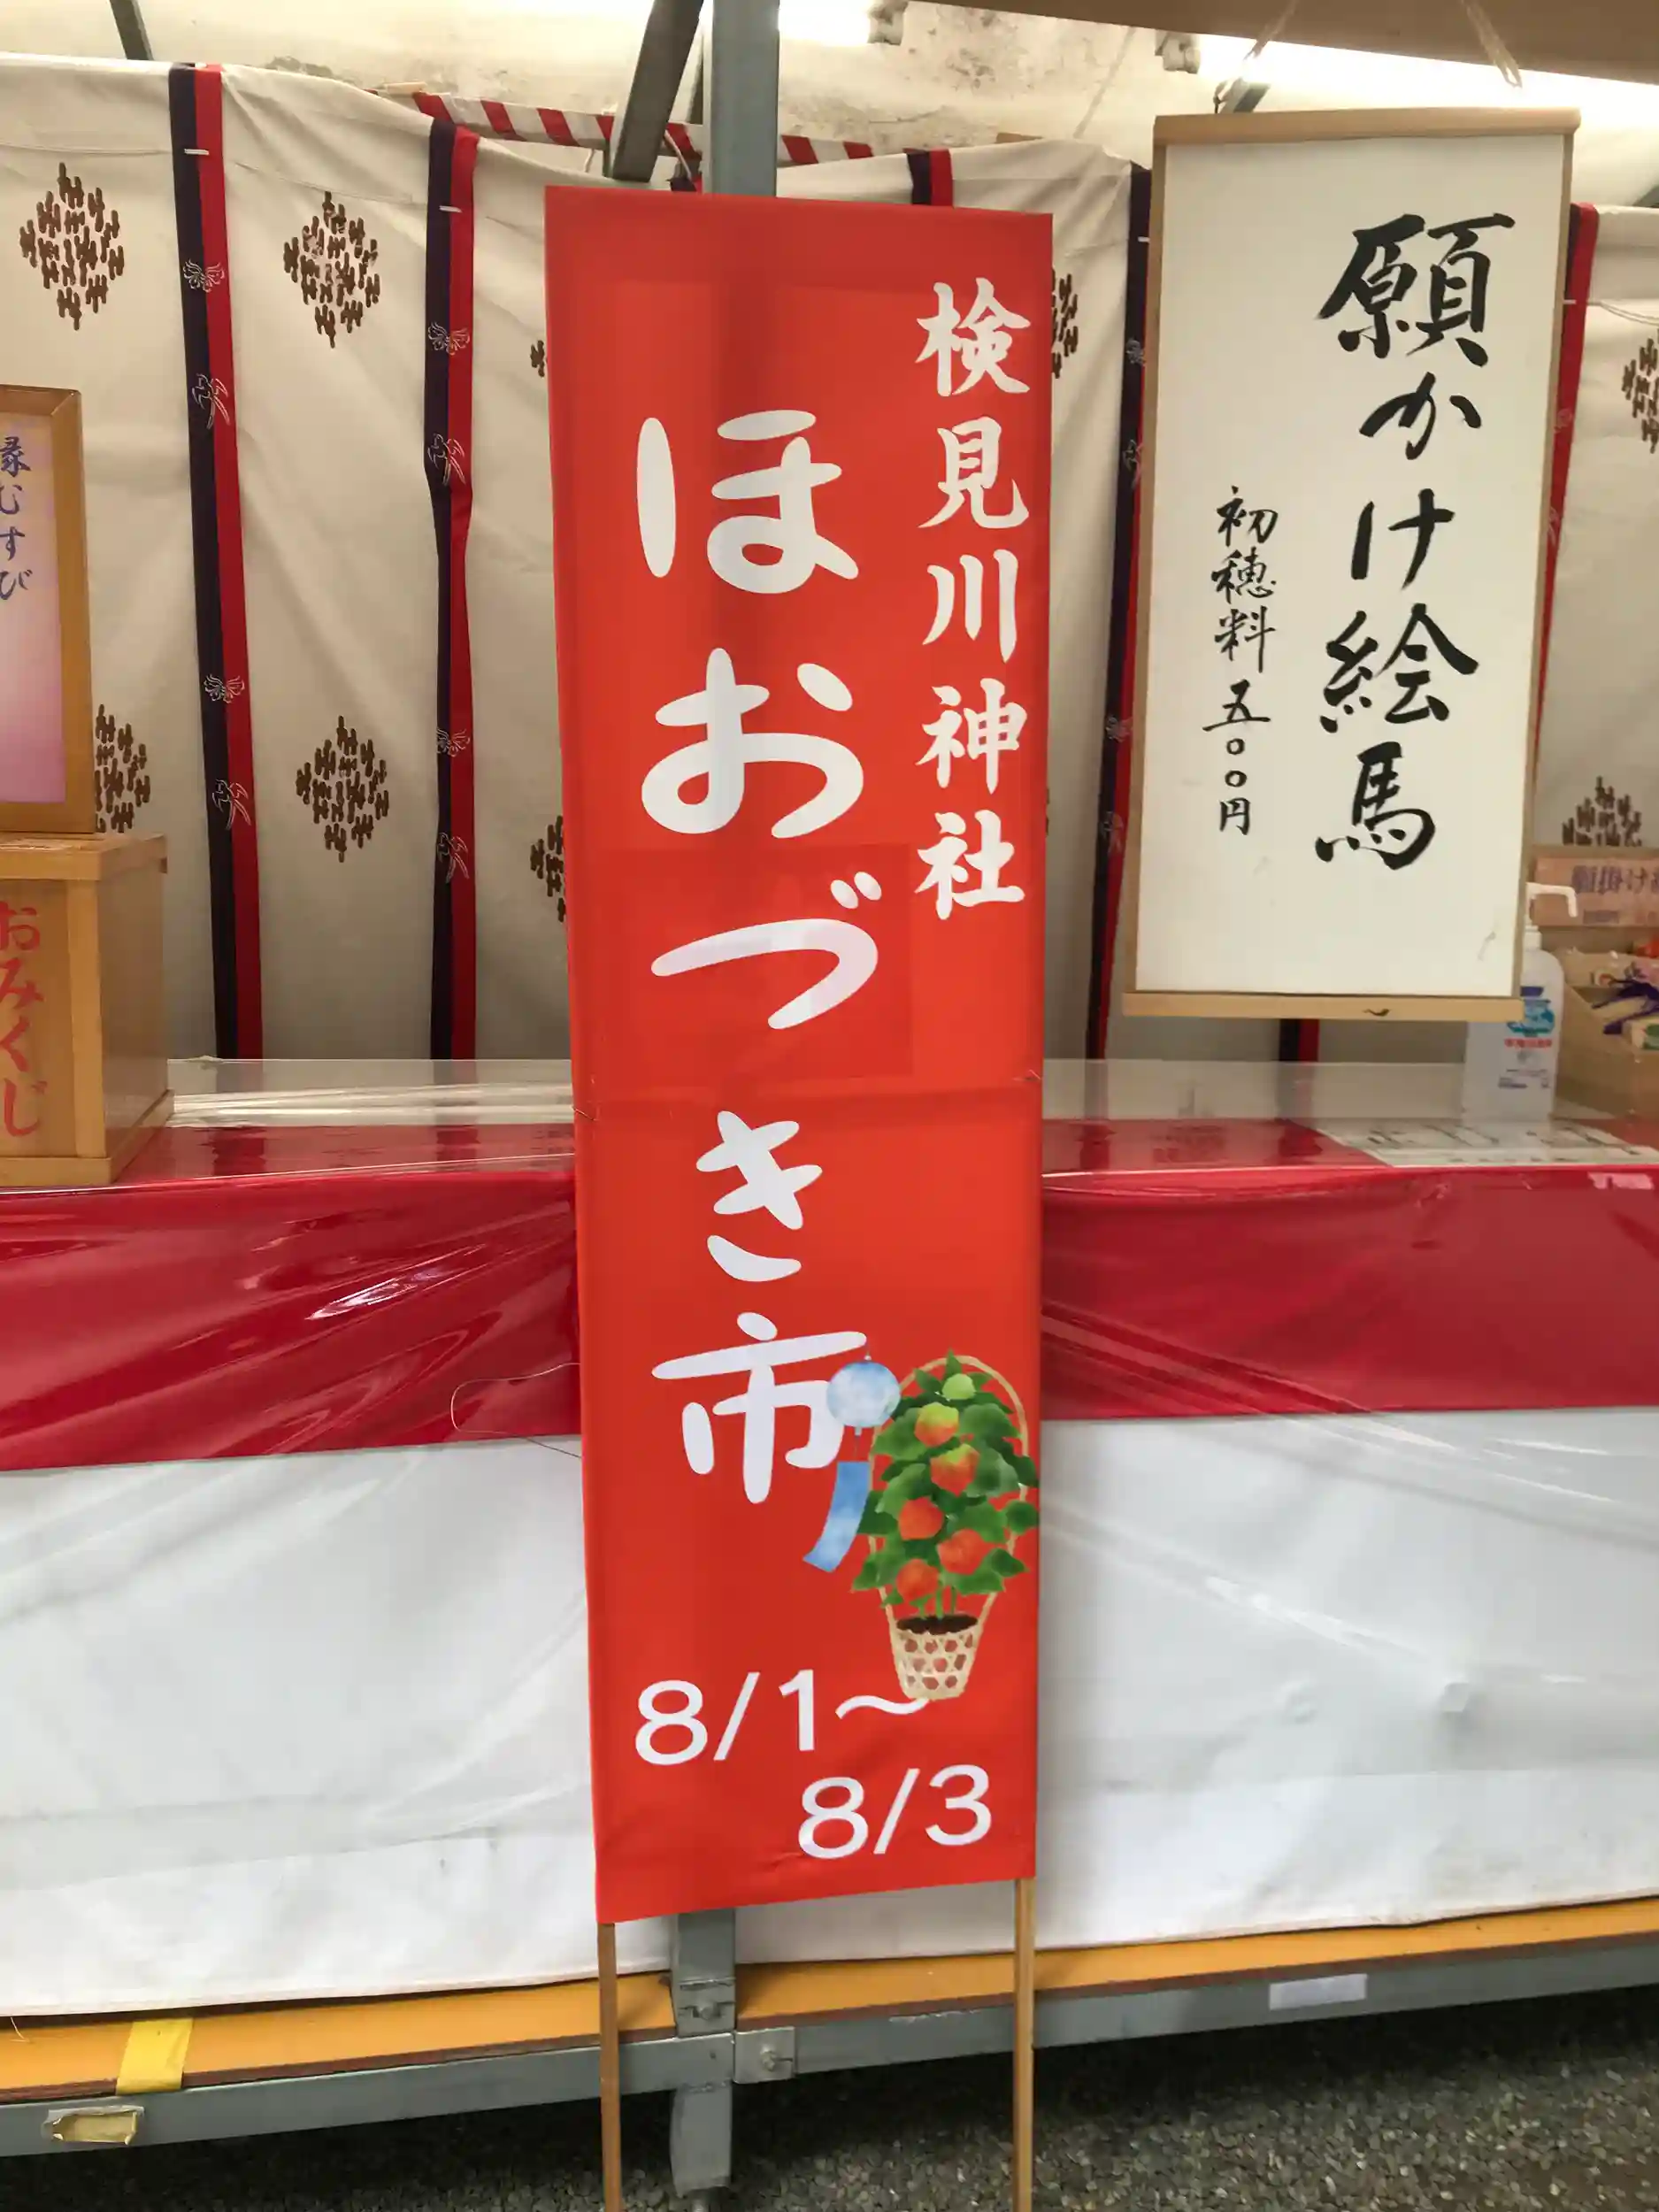 検見川神社
ほおづき市
8/1〜
8/3
願かけ絵馬
初穂料 五〇〇円
縁むすび
おみくじ